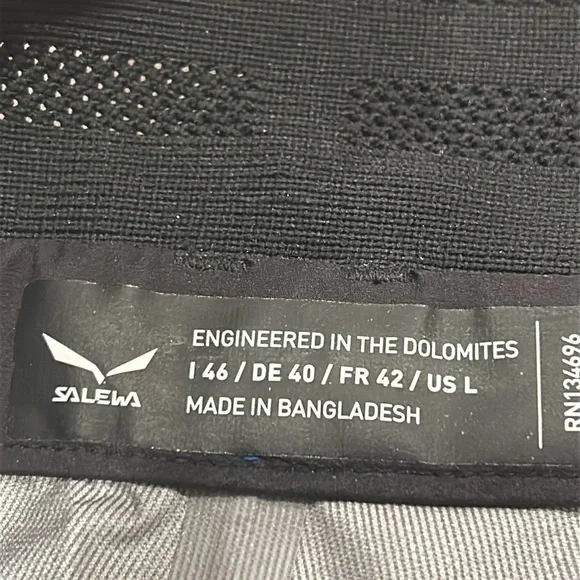 ENGINEERED IN THE DOLOMITES
I 46 / DE 40 / FR 42 / US L
MADE IN BANGLADESH
SALEWA
RN134696